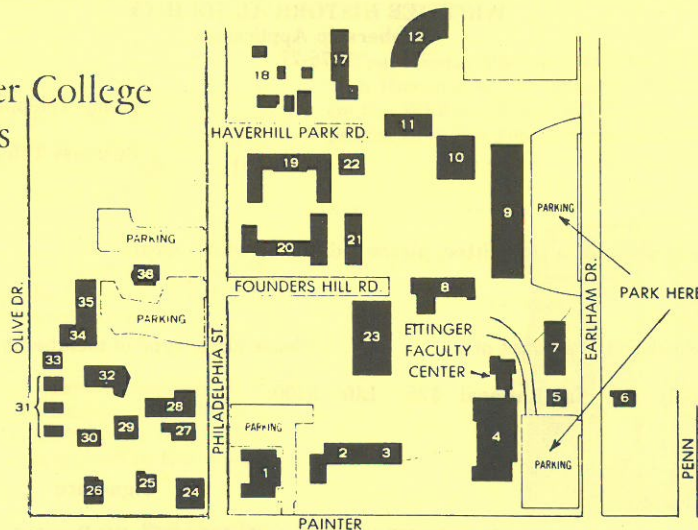 er College
s
12
17
18
HAVERHILL PARK RD.
11
10
19
22
9
PARKING
20
21
PARKING
38
FOUNDERS HILL RD.
8
PARK HERE
OLIVE DR.
35
PARKING
PHILADELPHIA ST.
23
ETTINGER
FACULTY
CENTER
7
EARLHAM DR.
34
33
32
31
28
5
6
29
27
PARKING
4
30
2
3
1
PARKING
PENN
26
25
24
PAINTER